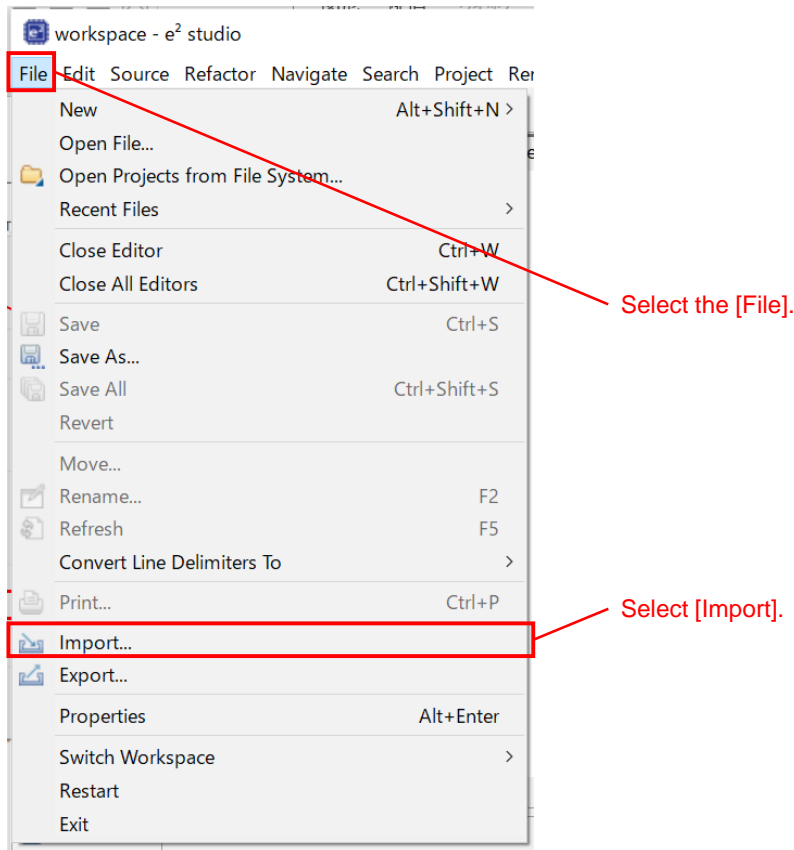 workspace - e² studio
File Edit Source Refactor Navigate Search Project
New Alt+Shift+N >
Open File...
Open Projects from File System...
Recent Files >
Close Editor Ctrl+W
Close All Editors Ctrl+Shift+W
Select the [File].
Save Ctrl+S
Save As...
Save All Ctrl+Shift+S
Revert
Move...
Rename... F2
Refresh F5
Convert Line Delimiters To >
Print... Ctrl+P
Select [Import].
Import...
Export...
Properties Alt+Enter
Switch Workspace >
Restart
Exit